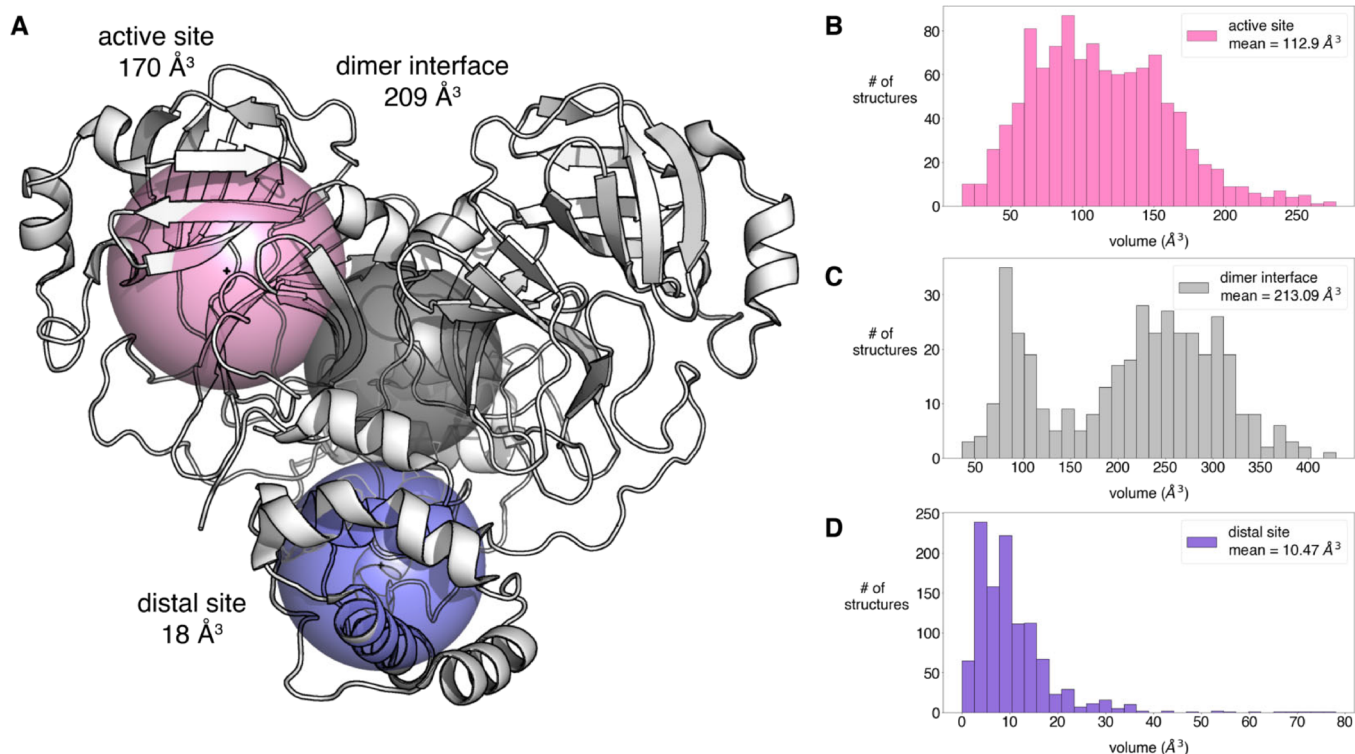 A
active site
170 Å³
dimer interface
209 Å³
distal site
18 Å³
B
# of
structures
80
60
40
20
0
active site
mean = 112.9 Å³
50
100
150
200
250
volume (Å³)
C
# of
structures
30
20
10
0
dimer interface
mean = 213.09 Å³
50
100
150
200
250
300
350
400
volume (Å³)
D
# of
structures
250
200
150
100
50
0
distal site
mean = 10.47 Å³
0
10
20
30
40
50
60
70
80
volume (Å³)